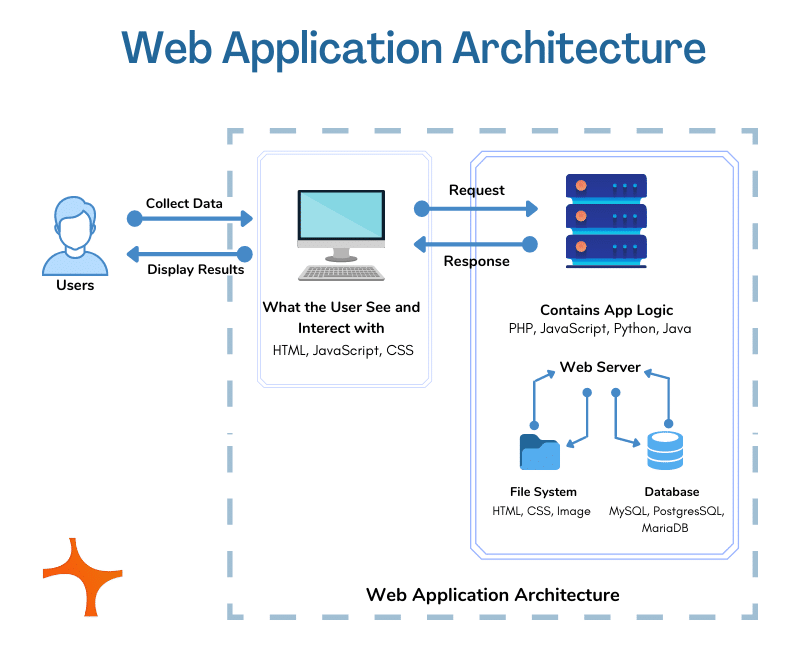 Web Application Architecture
Collect Data
Display Results
Users
What the User See and
Interect with
HTML, JavaScript, CSS
Request
Response
Contains App Logic
PHP, JavaScript, Python, Java
Web Server
File System
HTML, CSS, Image
Database
MySQL, PostgresSQL,
MariaDB
Web Application Architecture